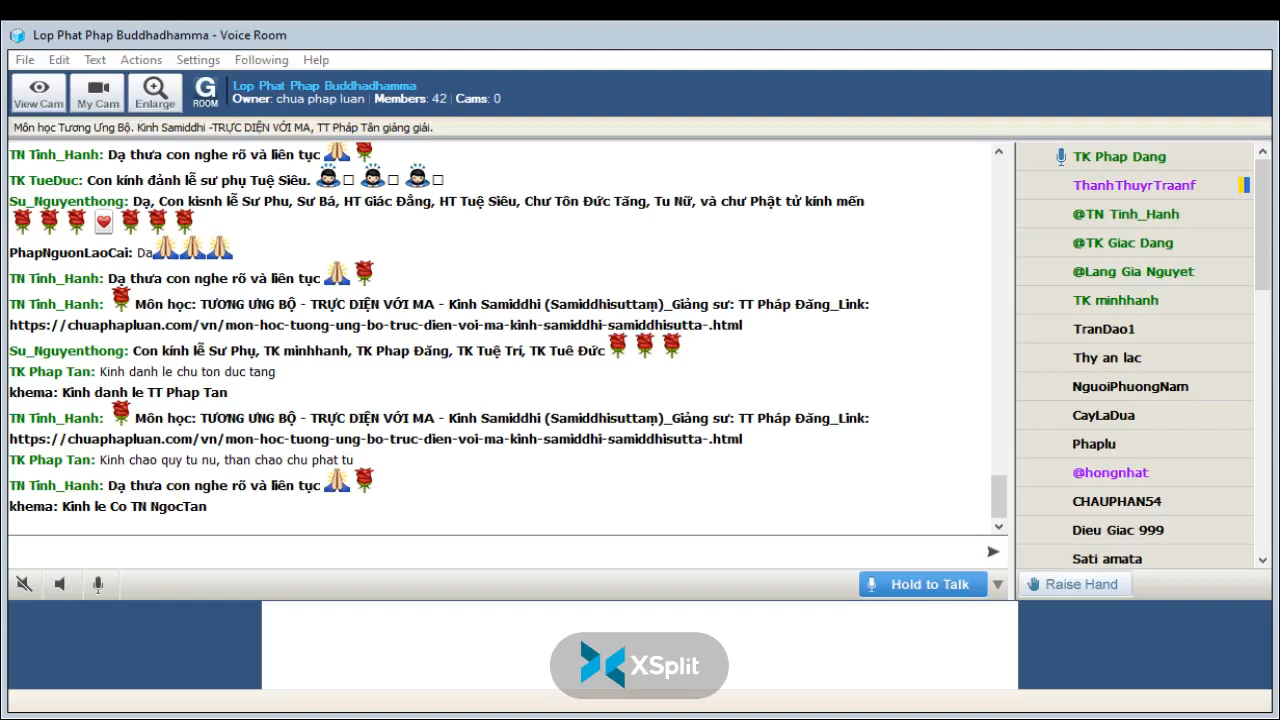 Lop Phat Phap Buddhadhamma - Voice Room
File Edit Text Actions Settings Following Help
View Cam My Cam Enlarge G ROOM
Lop Phat Phap Buddhadhamma
Owner: chua phap luan | Members: 42 | Cams: 0
Môn học Tương Ưng Bộ. Kinh Samiddhi -TRỰC DIỆN VỚI MA, TT Pháp Tân giảng giải.
TN Tinh_Hanh: Dạ thưa con nghe rõ và liên tục
TK TueDuc: Con kính đảnh lễ sư phụ Tuệ Siêu.
Su_Nguyenthong: Dạ, Con kisnh lễ Sư Phu, Sư Bá, HT Giác Đẳng, HT Tuệ Siêu, Chư Tôn Đức Tăng, Tu Nữ, và chư Phật tử kính mến
PhapNguonLaoCai: Da
TN Tinh_Hanh: Dạ thưa con nghe rõ và liên tục
TN Tinh_Hanh: Môn học: TƯƠNG ƯNG BỘ - TRỰC DIỆN VỚI MA - Kinh Samiddhi (Samiddhisuttaṃ)_Giảng sư: TT Pháp Đăng_Link:
https://chuaphapluan.com/vn/mon-hoc-tuong-ung-bo-truc-dien-voi-ma-kinh-samiddhi-samiddhisutta-.html
Su_Nguyenthong: Con kính lễ Sư Phụ, TK minhhanh, TK Phap Đăng, TK Tuệ Trí, TK Tuê Đức
TK Phap Tan: Kinh danh le chu ton duc tang
khema: Kinh danh le TT Phap Tan
TN Tinh_Hanh: Môn học: TƯƠNG ƯNG BỘ - TRỰC DIỆN VỚI MA - Kinh Samiddhi (Samiddhisuttaṃ)_Giảng sư: TT Pháp Đăng_Link:
https://chuaphapluan.com/vn/mon-hoc-tuong-ung-bo-truc-dien-voi-ma-kinh-samiddhi-samiddhisutta-.html
TK Phap Tan: Kinh chao quy tu nu, than chao chu phat tu
TN Tinh_Hanh: Dạ thưa con nghe rõ và liên tục
khema: Kinh le Co TN NgocTan
TK Phap Dang
ThanhThuyrTraanf
@TN Tinh_Hanh
@TK Giac Dang
@Lang Gia Nguyet
TK minhhanh
TranDao1
Thy an lac
NguoiPhuongNam
CayLaDua
Phaplu
@hongnhat
CHAUPHAN54
Dieu Giac 999
Sati amata
Hold to Talk
Raise Hand
XSplit